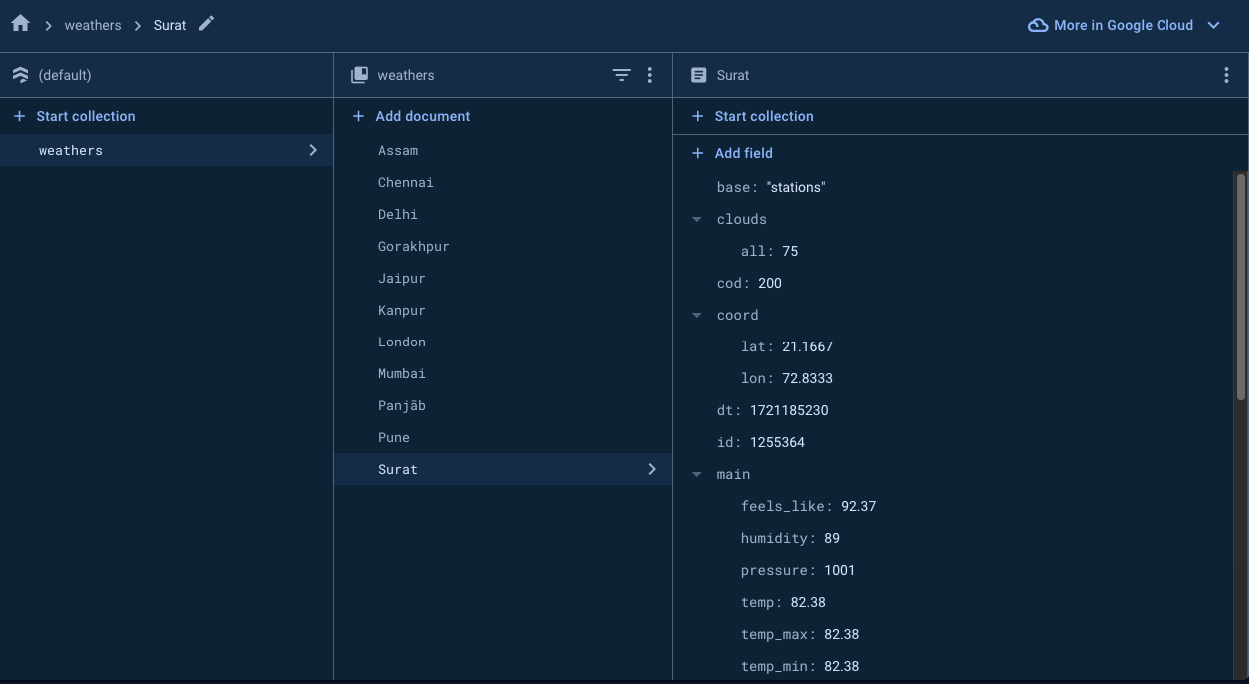 weathers
Surat
More in Google Cloud
(default)
Start collection
weathers
weathers
Add document
Assam
Chennai
Delhi
Gorakhpur
Jaipur
Kanpur
London
Mumbai
Panjāb
Pune
Surat
Surat
Start collection
Add field
base: "stations"
clouds
all: 75
cod: 200
coord
lat: 21.1667
lon: 72.8333
dt: 1721185230
id: 1255364
main
feels_like: 92.37
humidity: 89
pressure: 1001
temp: 82.38
temp_max: 82.38
temp_min: 82.38